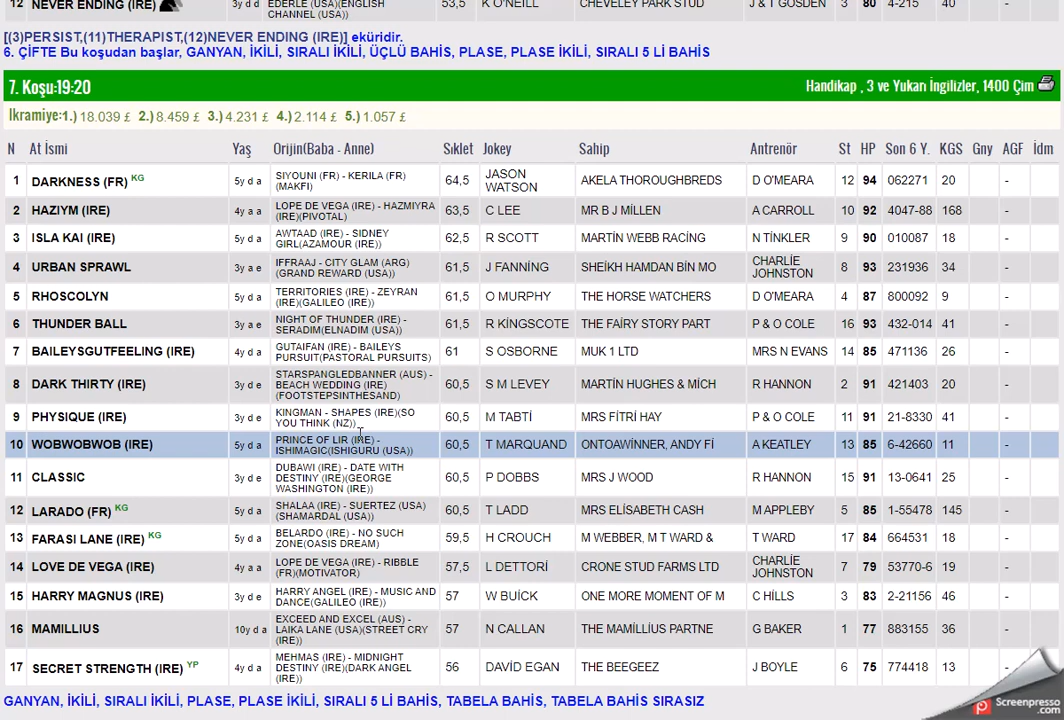 12 NEVER ENDING (IRE) 3y d d EDERLE (USA)(ENGLISH CHANNEL (USA)) 53,5 K O'NEILL CHEVELEY PARK STUD J & T GOSDEN 3 80 4-215 40
[(3)PERSIST,(11)THERAPIST,(12)NEVER ENDING (IRE)] eküridir.
6. ÇİFTE Bu koşudan başlar, GANYAN, İKİLİ, SIRALI İKİLİ, ÜÇLÜ BAHİS, PLASE, PLASE İKİLİ, SIRALI 5 Lİ BAHİS
7. Koşu:19:20 Handikap , 3 ve Yukarı İngilizler, 1400 Çim
İkramiye:1.) 18.039 £ 2.) 8.459 £ 3.) 4.231 £ 4.) 2.114 £ 5.) 1.057 £
N At İsmi Yaş Orijin(Baba - Anne) Sıklet Jokey Sahip Antrenör St HP Son 6 Y. KGS Gny AGF İdm
1 DARKNESS (FR) KG 5y d a SIYOUNI (FR) - KERILA (FR) (MAKFI) 64,5 JASON WATSON AKELA THOROUGHBREDS D O'MEARA 12 94 062271 20 -
2 HAZIYM (IRE) 4y a a LOPE DE VEGA (IRE) - HAZMIYRA (IRE)(PIVOTAL) 63,5 C LEE MR B J MİLLEN A CARROLL 10 92 4047-88 168 -
3 ISLA KAI (IRE) 5y d a AWTAAD (IRE) - SIDNEY GIRL(AZAMOUR (IRE)) 62,5 R SCOTT MARTİN WEBB RACİNG N TİNKLER 9 90 010087 18 -
4 URBAN SPRAWL 3y a e IFFRAAJ - CITY GLAM (ARG) (GRAND REWARD (USA)) 61,5 J FANNİNG SHEİKH HAMDAN BİN MO CHARLİE JOHNSTON 8 93 231936 34 -
5 RHOSCOLYN 5y d a TERRITORIES (IRE) - ZEYRAN (IRE)(GALILEO (IRE)) 61,5 O MURPHY THE HORSE WATCHERS D O'MEARA 4 87 800092 9 -
6 THUNDER BALL 3y a e NIGHT OF THUNDER (IRE) - SERADIM(ELNADIM (USA)) 61,5 R KİNGSCOTE THE FAİRY STORY PART P & O COLE 16 93 432-014 41 -
7 BAILEYSGUTFEELING (IRE) 4y d a GUTAIFAN (IRE) - BAILEYS PURSUIT(PASTORAL PURSUITS) 61 S OSBORNE MUK 1 LTD MRS N EVANS 14 85 471136 26 -
8 DARK THIRTY (IRE) 3y d e STARSPANGLEDBANNER (AUS) - BEACH WEDDING (IRE) (FOOTSTEPSINTHESAND) 60,5 S M LEVEY MARTİN HUGHES & MİCH R HANNON 2 91 421403 20 -
9 PHYSIQUE (IRE) 3y d e KINGMAN - SHAPES (IRE)(SO YOU THINK (NZ)) 60,5 M TABTİ MRS FİTRİ HAY P & O COLE 11 91 21-8330 41 -
10 WOBWOBWOB (IRE) 5y d a PRINCE OF LIR (IRE) - ISHIMAGIC(ISHIGURU (USA)) 60,5 T MARQUAND ONTOAWİNNER, ANDY Fİ A KEATLEY 13 85 6-42660 11 -
11 CLASSIC 3y d e DUBAWI (IRE) - DATE WITH DESTINY (IRE)(GEORGE WASHINGTON (IRE)) 60,5 P DOBBS MRS J WOOD R HANNON 15 91 13-0641 25 -
12 LARADO (FR) KG 5y d a SHALAA (IRE) - SUERTEZ (USA) (SHAMARDAL (USA)) 60,5 T LADD MRS ELİSABETH CASH M APPLEBY 5 85 1-55478 145 -
13 FARASI LANE (IRE) KG 5y d a BELARDO (IRE) - NO SUCH ZONE(OASIS DREAM) 59,5 H CROUCH M WEBBER, M T WARD & T WARD 17 84 664531 18 -
14 LOVE DE VEGA (IRE) 4y a a LOPE DE VEGA (IRE) - RIBBLE (FR)(MOTIVATOR) 57,5 L DETTORİ CRONE STUD FARMS LTD CHARLİE JOHNSTON 7 79 53770-6 19 -
15 HARRY MAGNUS (IRE) 3y d e HARRY ANGEL (IRE) - MUSIC AND DANCE(GALILEO (IRE)) 57 W BUİCK ONE MORE MOMENT OF M C HİLLS 3 83 2-21156 46 -
16 MAMILLIUS 10y d a EXCEED AND EXCEL (AUS) - LAIKA LANE (USA)(STREET CRY (IRE)) 57 N CALLAN THE MAMİLLİUS PARTNE G BAKER 1 77 883155 36 -
17 SECRET STRENGTH (IRE) YP 4y d a MEHMAS (IRE) - MIDNIGHT DESTINY (IRE)(DARK ANGEL (IRE)) 56 DAVİD EGAN THE BEEGEEZ J BOYLE 6 75 774418 13 -
GANYAN, İKİLİ, SIRALI İKİLİ, PLASE, PLASE İKİLİ, SIRALI 5 Lİ BAHİS, TABELA BAHİS, TABELA BAHİS SIRASIZ
Screenpresso.com